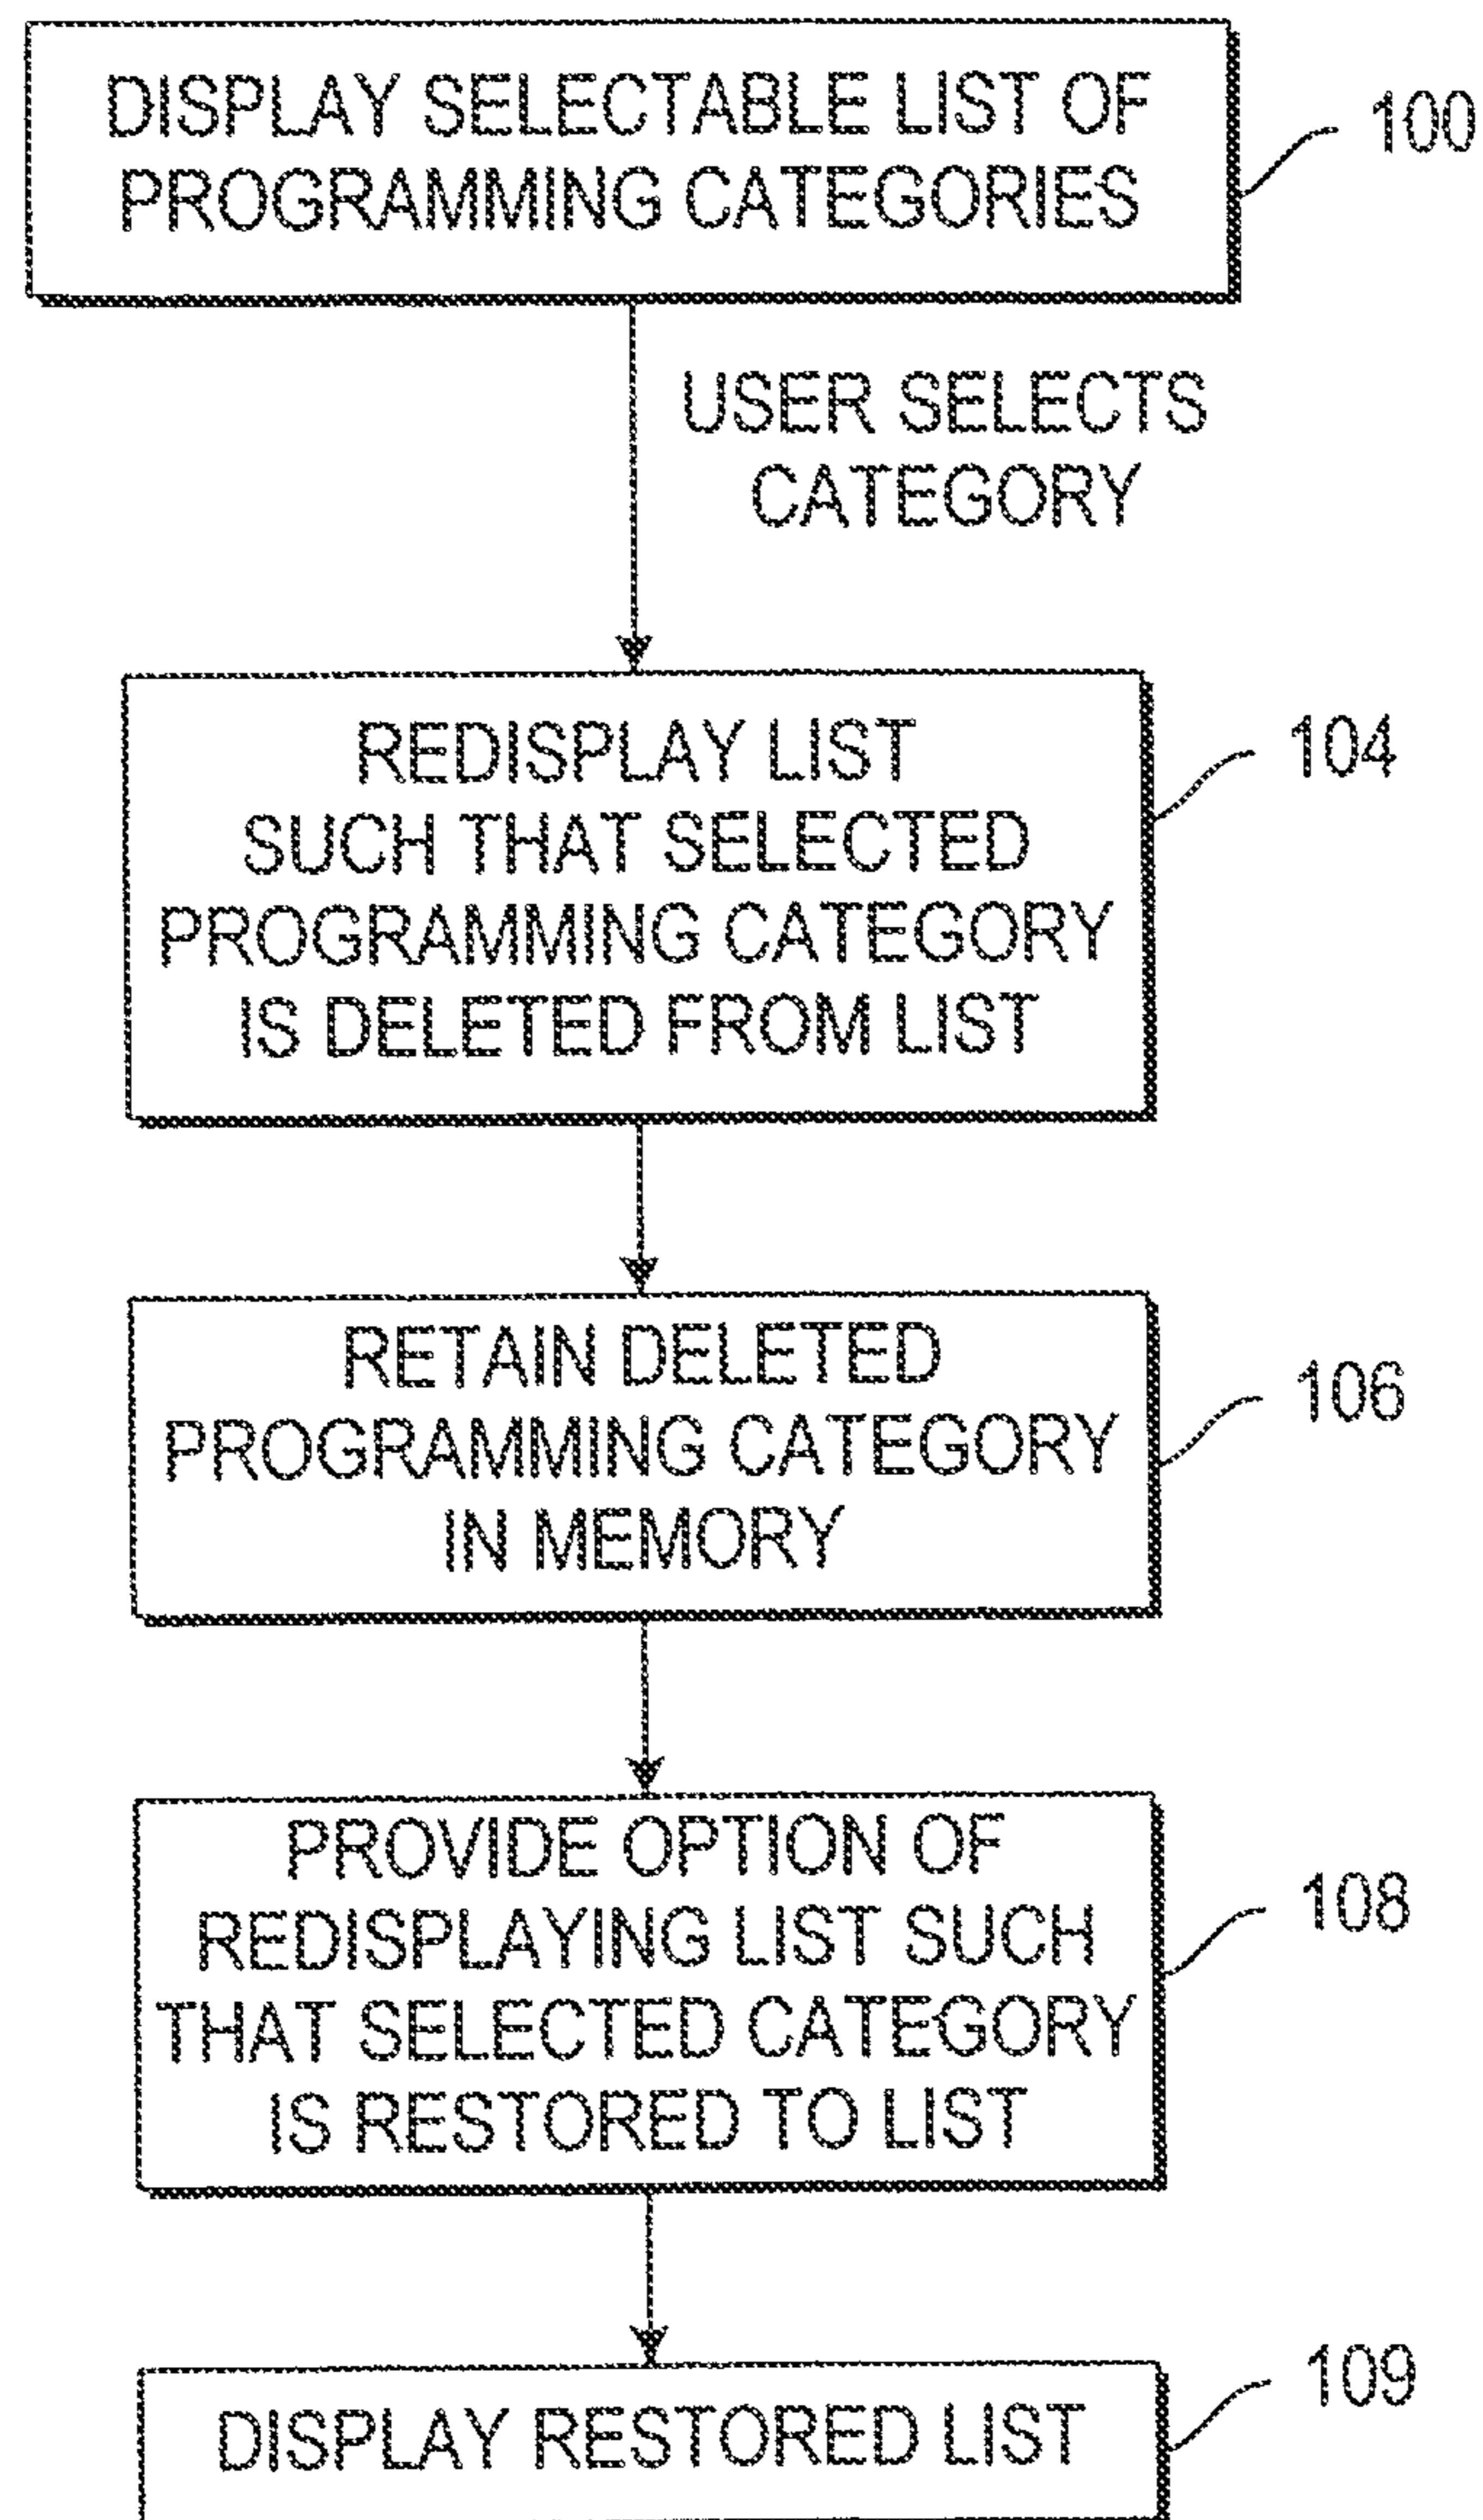 DISPLAY SELECTABLE LIST OF
PROGRAMMING CATEGORIES
100
USER SELECTS
CATEGORY
REDISPLAY LIST
SUCH THAT SELECTED
PROGRAMMING CATEGORY
IS DELETED FROM LIST
104
RETAIN DELETED
PROGRAMMING CATEGORY
IN MEMORY
106
PROVIDE OPTION OF
REDISPLAYING LIST SUCH
THAT SELECTED CATEGORY
IS RESTORED TO LIST
108
DISPLAY RESTORED LIST
109